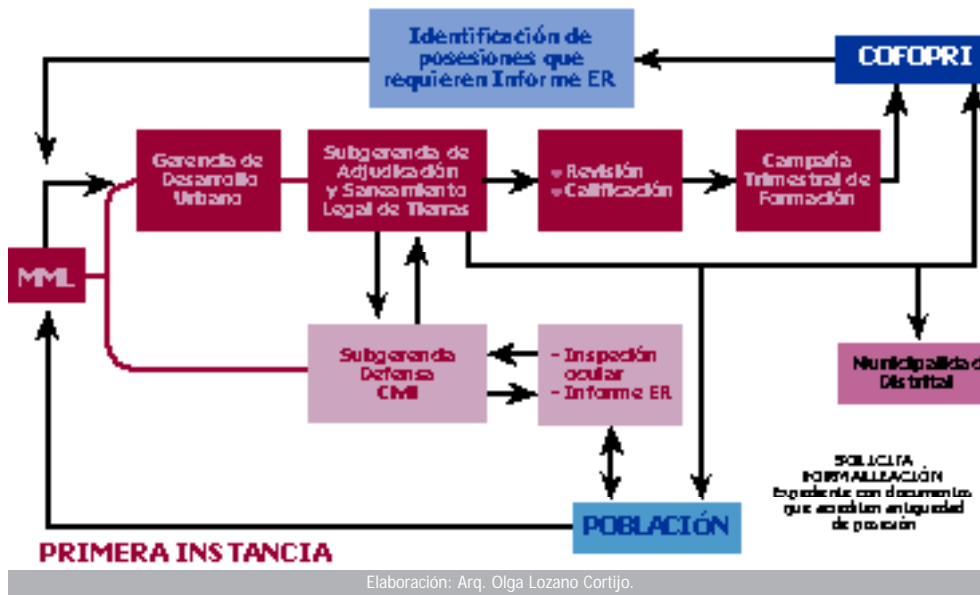 Identificación de
posesiones que
requieren Informe ER
COFOPRI
Gerencia de
Desarrollo
Urbano
Subgerencia de
Adjudicación
y Saneamiento
Legal de Tierras
Revisión
Calificación
Campaña
Trimestral de
Formación
MML
Subgerencia
Defensa
Civil
- Inspeción
ocular
- Informe ER
Municipalidad
Distrital
SOLICITA
FORMALIZACIÓN
Expediente con documentos
que acrediten antiguedad
de posesión
POBLACIÓN
PRIMERA INSTANCIA
Elaboración: Arq. Olga Lozano Cortijo.